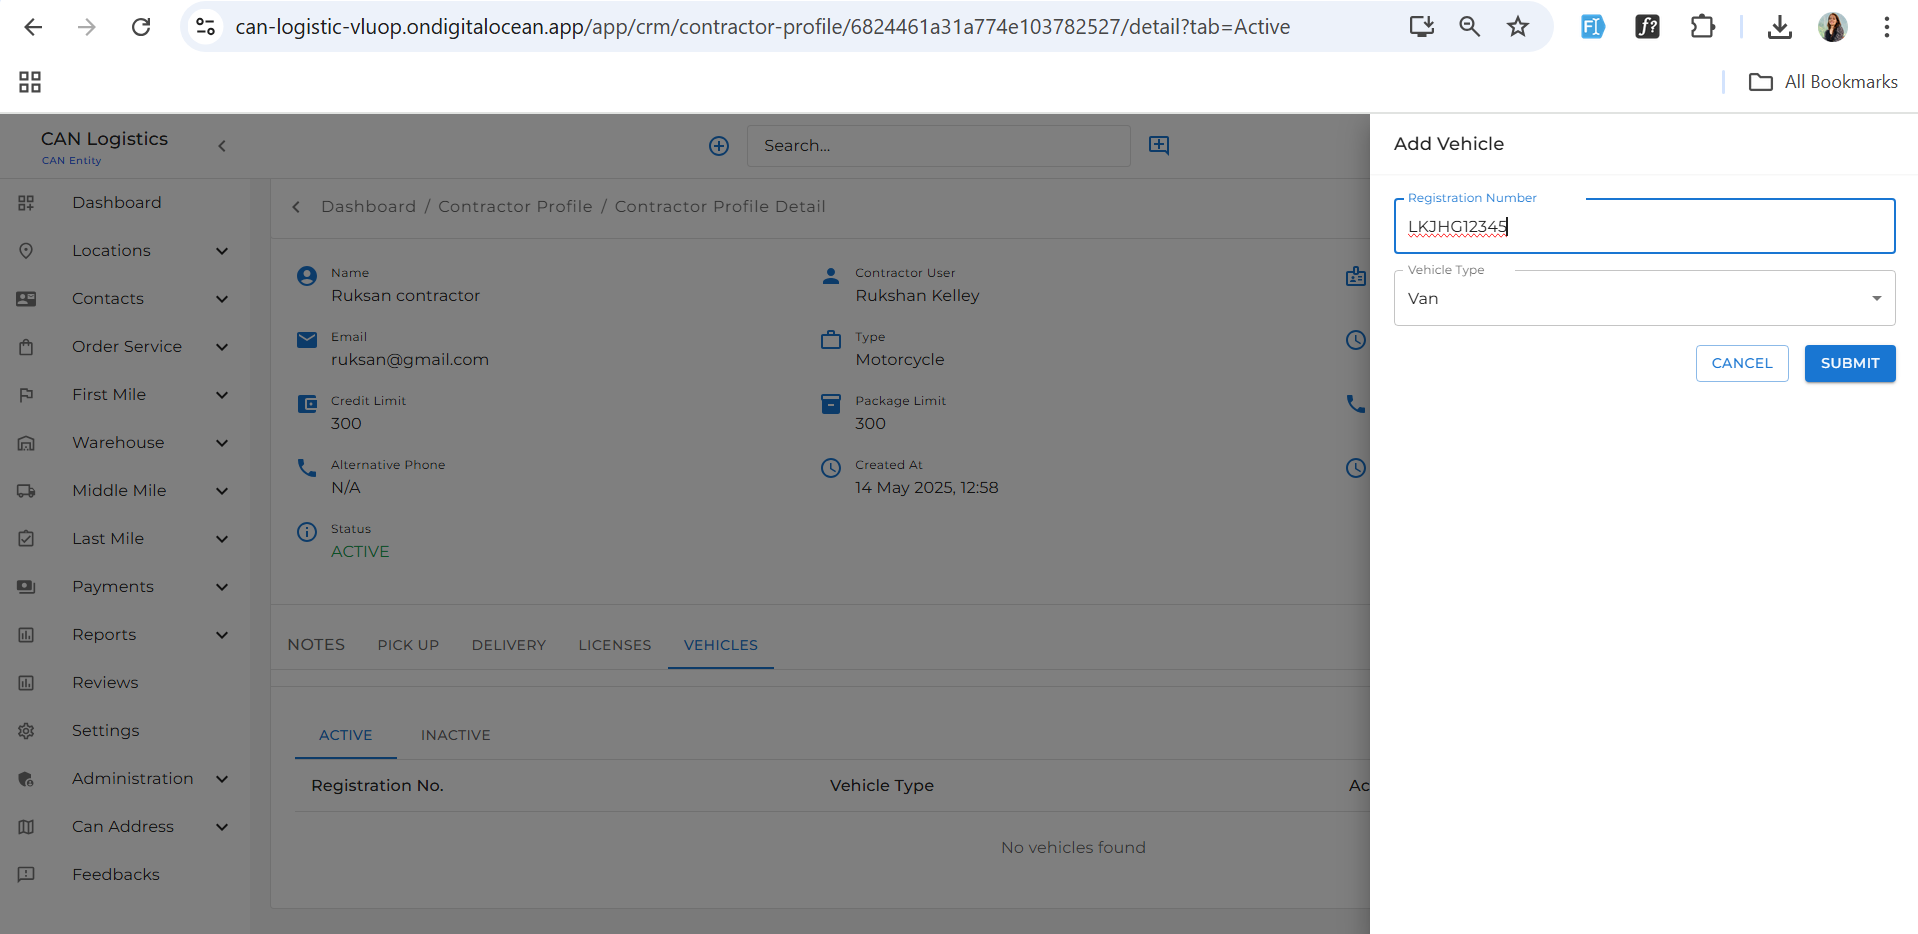 can-logistic-vluop.ondigitalocean.app/app/crm/contractor-profile/6824461a31a774e103782527/detail?tab=Active
All Bookmarks
CAN Logistics
CAN Entity
Search...
Dashboard
Locations
Contacts
Order Service
First Mile
Warehouse
Middle Mile
Last Mile
Payments
Reports
Reviews
Settings
Administration
Can Address
Feedbacks
Dashboard / Contractor Profile / Contractor Profile Detail
Name
Ruksan contractor
Contractor User
Rukshan Kelley
Email
ruksan@gmail.com
Type
Motorcycle
Credit Limit
300
Package Limit
300
Alternative Phone
N/A
Created At
14 May 2025, 12:58
Status
ACTIVE
NOTES PICK UP DELIVERY LICENSES VEHICLES
ACTIVE INACTIVE
Registration No. Vehicle Type Ac
No vehicles found
Add Vehicle
Registration Number
LKJHG12345
Vehicle Type
Van
CANCEL SUBMIT